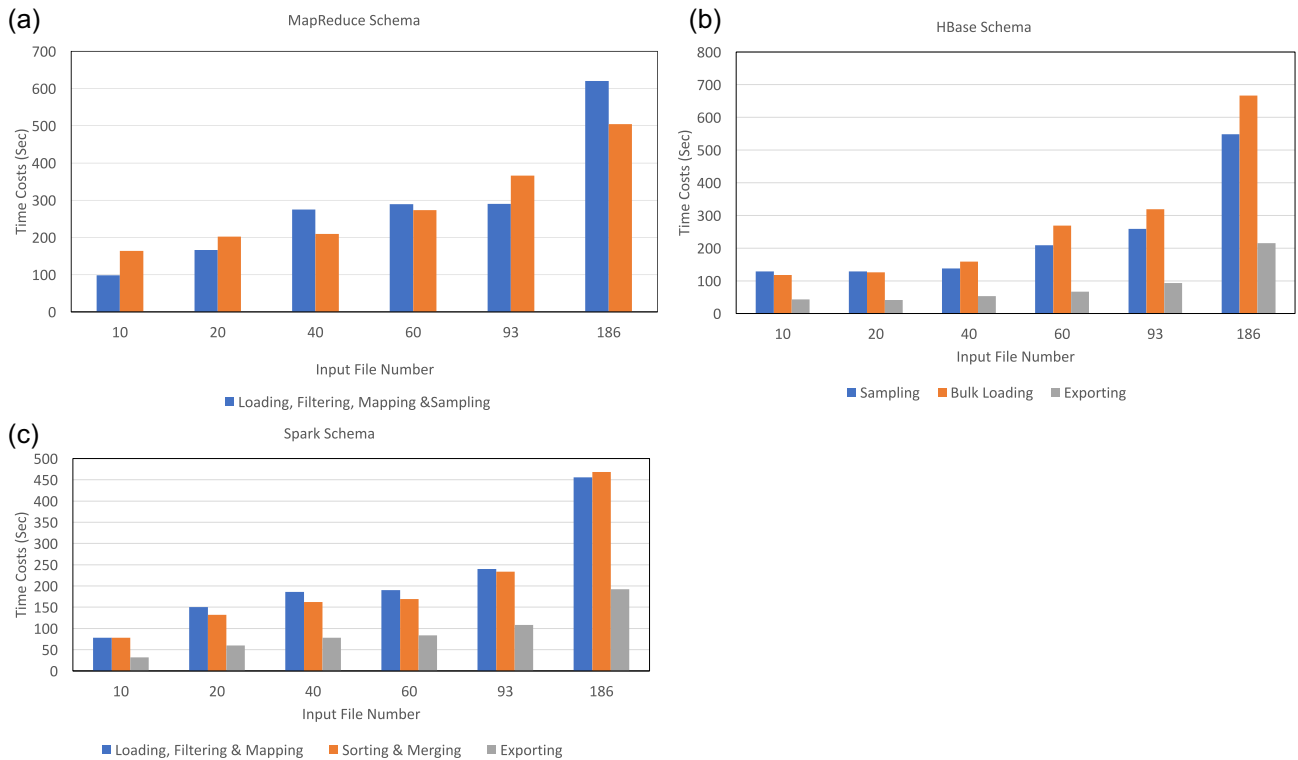 (a)
MapReduce Schema
700
600
500
400
300
200
100
0
Time Costs (Sec)
10 20 40 60 93 186
Input File Number
Loading, Filtering, Mapping &Sampling
(b)
HBase Schema
800
700
600
500
400
300
200
100
0
Time Costs (Sec)
10 20 40 60 93 186
Input File Number
Sampling Bulk Loading Exporting
(c)
Spark Schema
500
450
400
350
300
250
200
150
100
50
0
Time Costs (Sec)
10 20 40 60 93 186
Input File Number
Loading, Filtering & Mapping Sorting & Merging Exporting